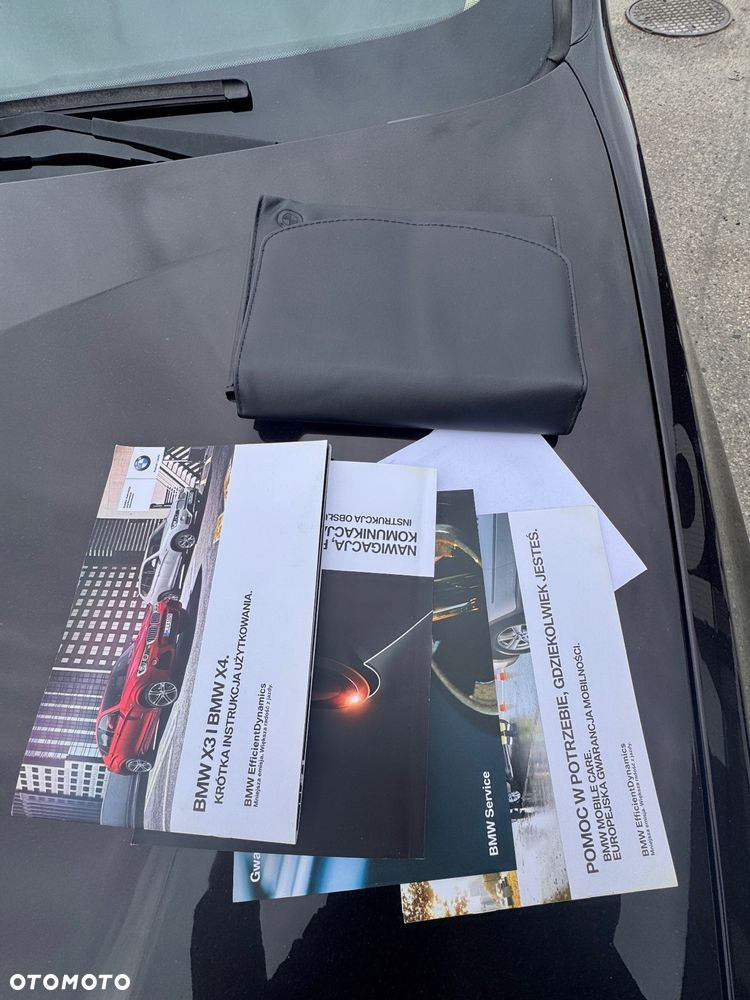 BMW X3 I BMW X4.
KRÓTKA INSTRUKCJA UŻYTKOWANIA.
BMW EfficientDynamics
Mniejsza emisja. Większa radość z jazdy.
NAWIGACJA,
KOMUNIKACJA
INSTRUKCJA OBSŁU
Gwa
BMW Service
POMOC W POTRZEBIE, GDZIEKOLWIEK JESTEŚ.
BMW MOBILE CARE.
EUROPEJSKA GWARANCJA MOBILNOŚCI.
BMW EfficientDynamics
Mniejsza emisja. Większa radość z jazdy.
OTOMOTO